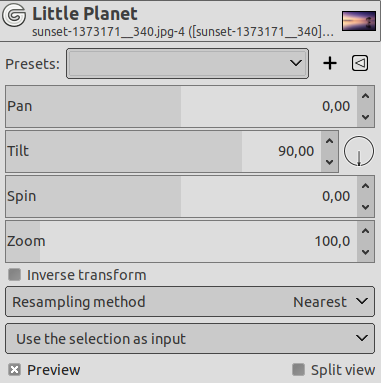 Little Planet
sunset-1373171__340.jpg-4 ([sunset-1373171__340]...
Presets:
Pan 0,00
Tilt 90,00
Spin 0,00
Zoom 100,0
Inverse transform
Resampling method Nearest
Use the selection as input
Preview Split view